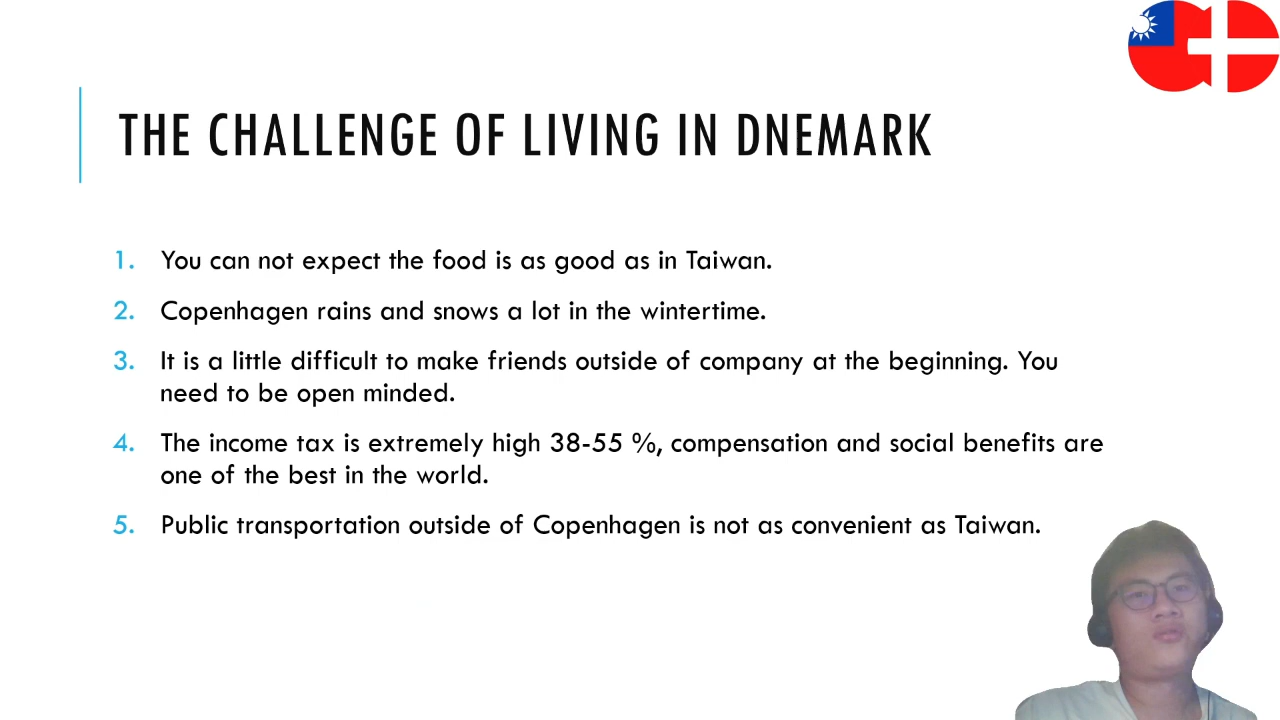 THE CHALLENGE OF LIVING IN DNEMARK
1. You can not expect the food is as good as in Taiwan.
2. Copenhagen rains and snows a lot in the wintertime.
3. It is a little difficult to make friends outside of company at the beginning. You
need to be open minded.
4. The income tax is extremely high 38-55 %, compensation and social benefits are
one of the best in the world.
5. Public transportation outside of Copenhagen is not as convenient as Taiwan.